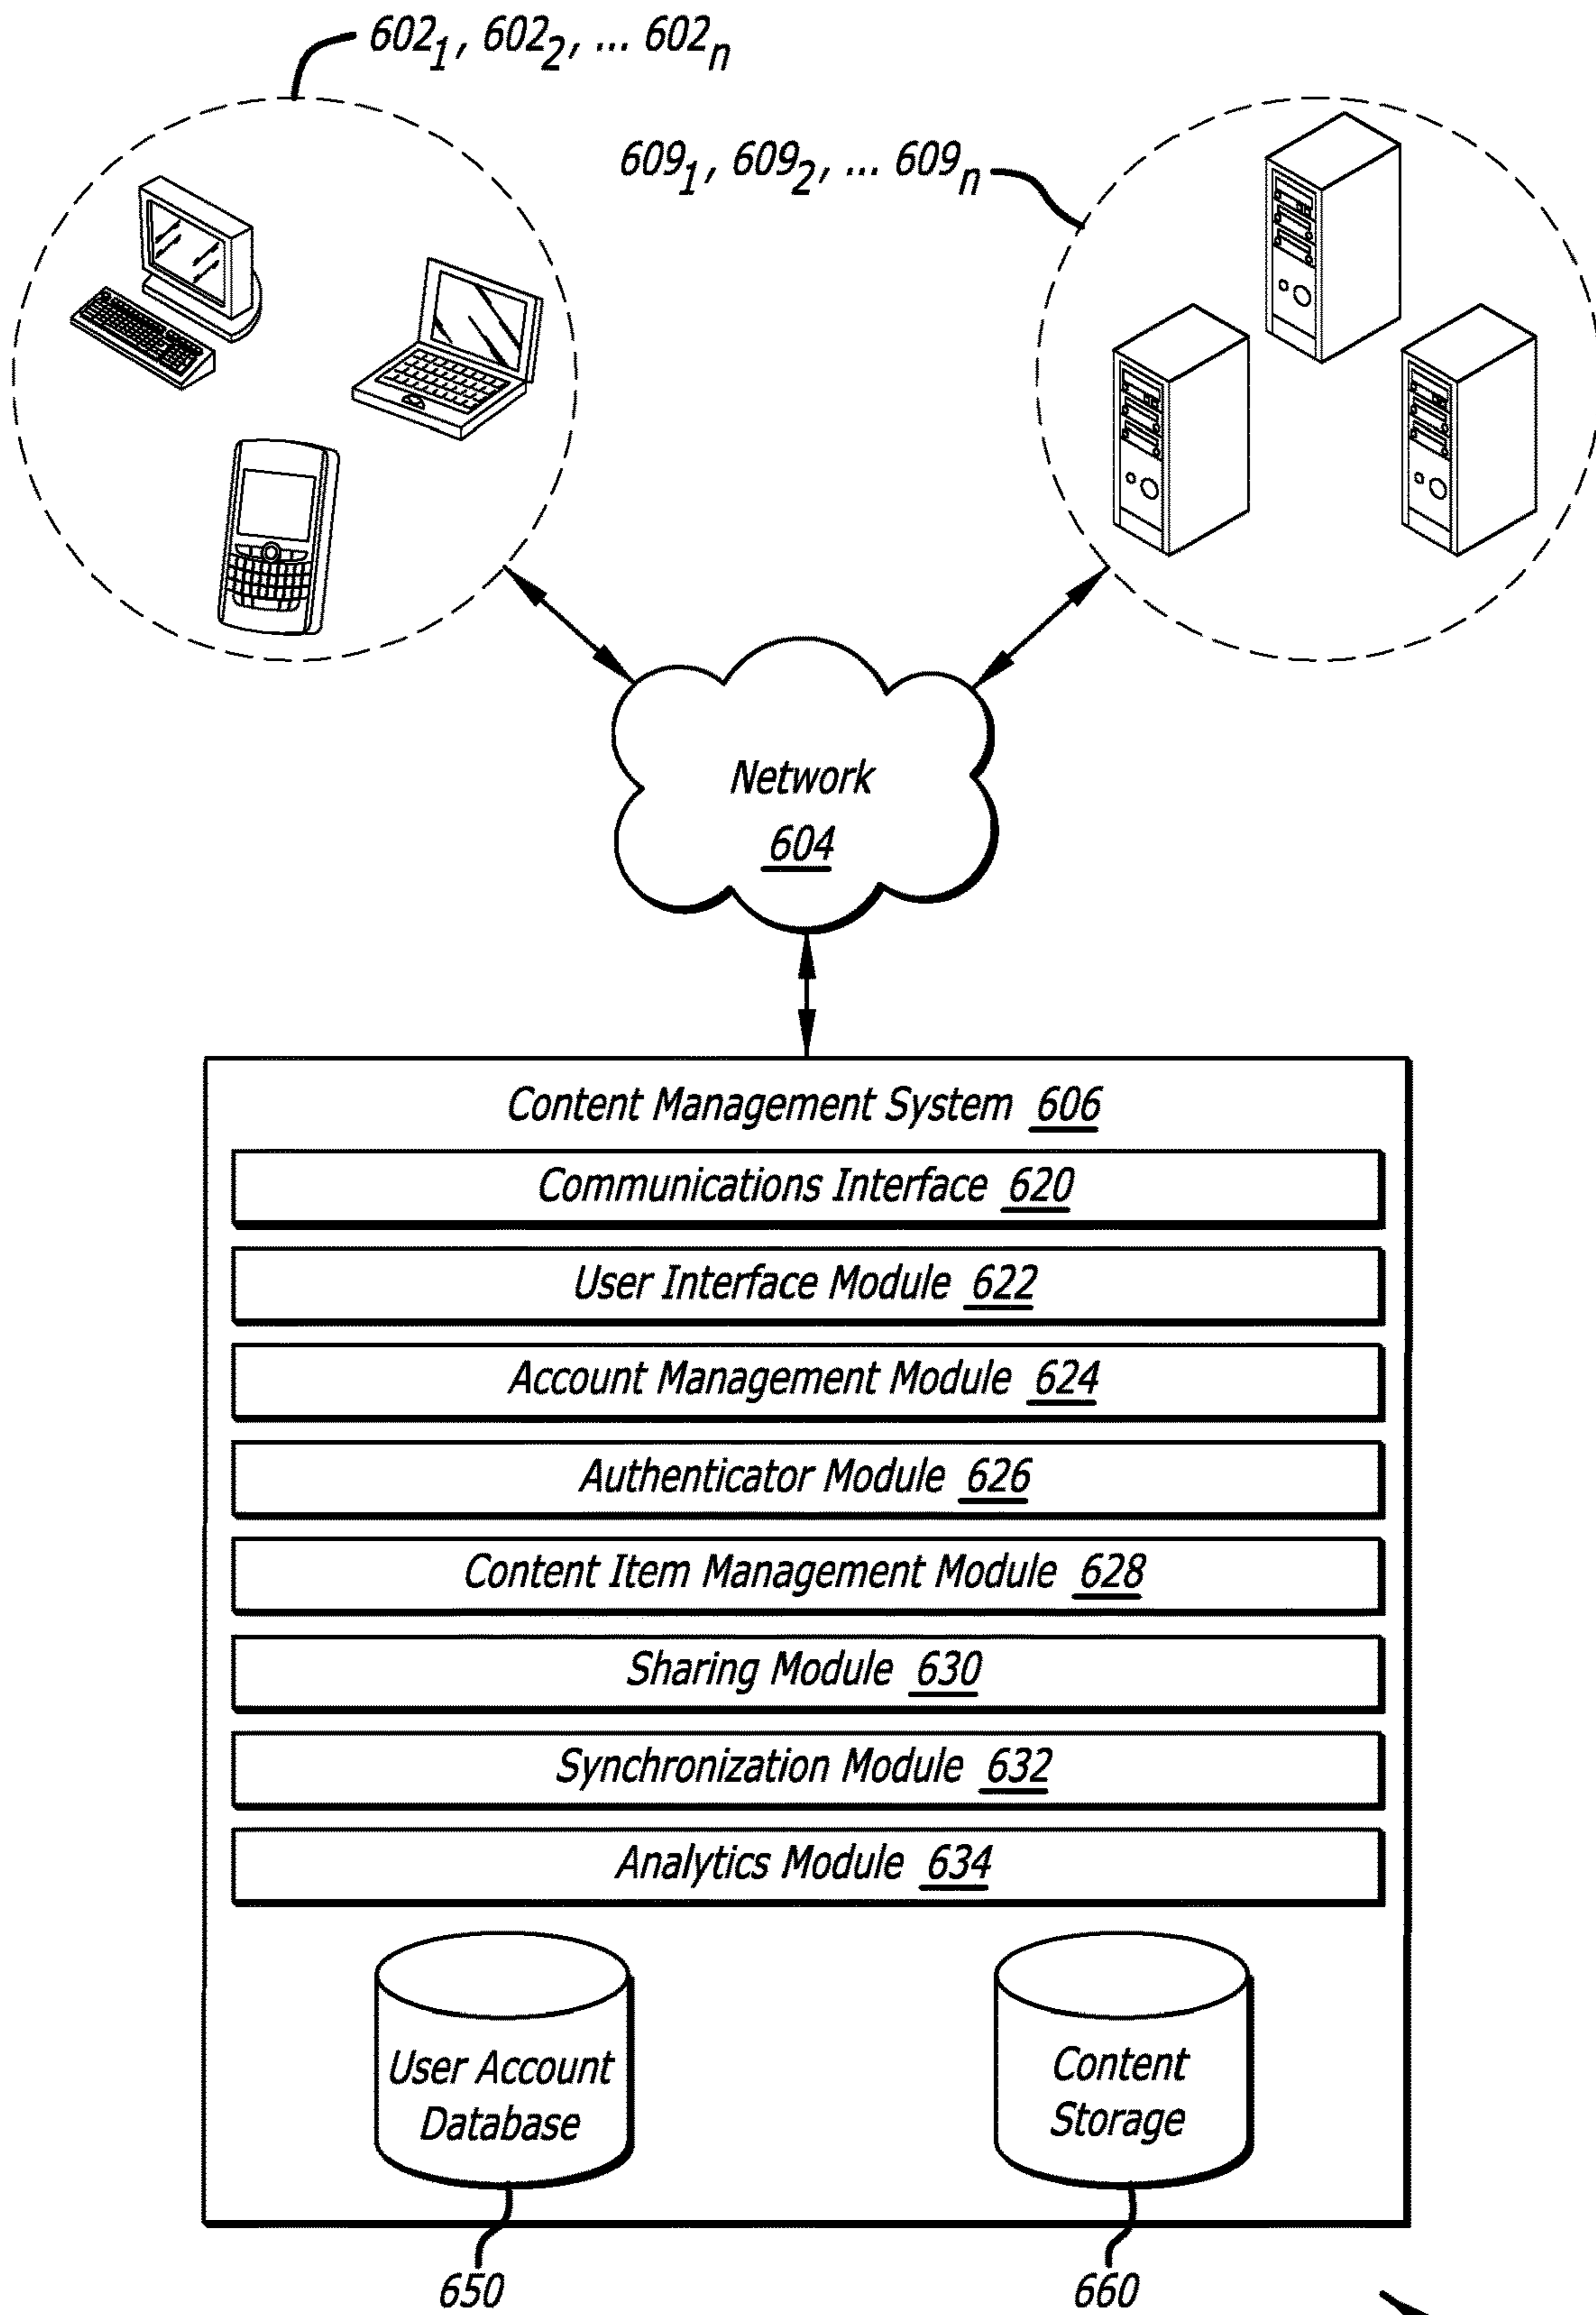 602₁, 602₂, ... 602ₙ
609₁, 609₂, ... 609ₙ
Network
604
Content Management System 606
Communications Interface 620
User Interface Module 622
Account Management Module 624
Authenticator Module 626
Content Item Management Module 628
Sharing Module 630
Synchronization Module 632
Analytics Module 634
User Account
Database
Content
Storage
650
660